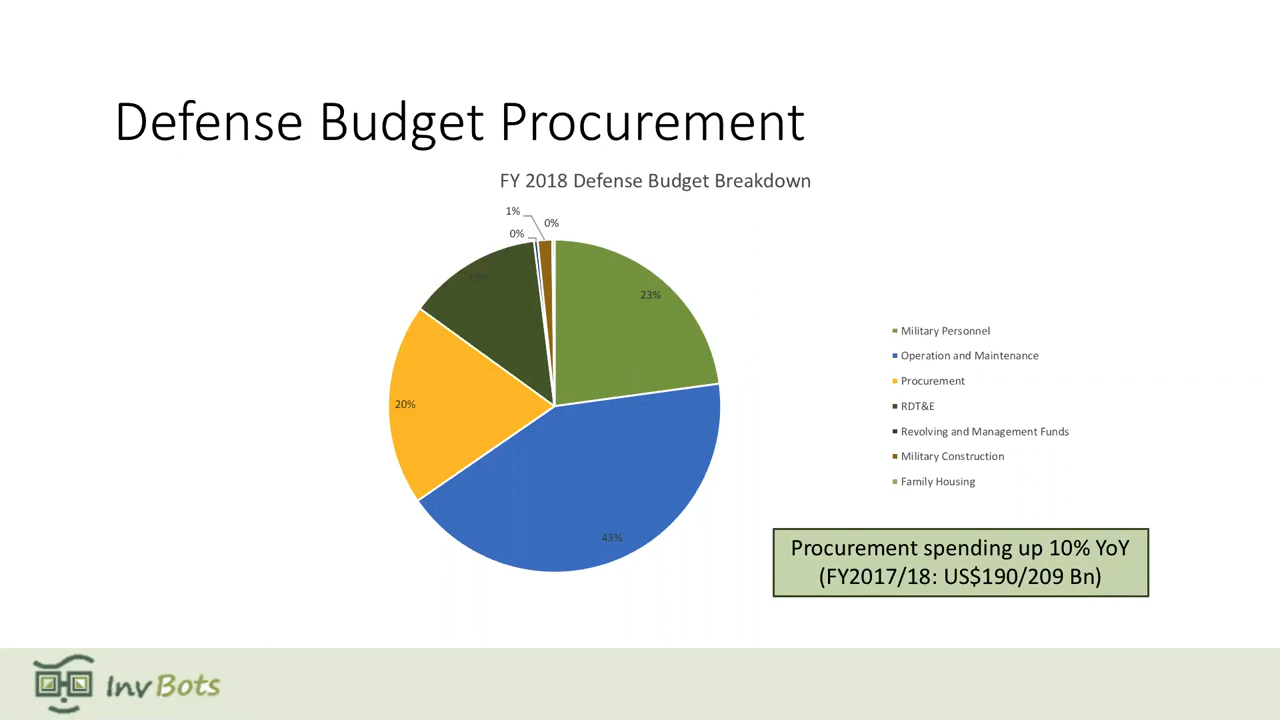 Defense Budget Procurement
FY 2018 Defense Budget Breakdown
1%
0%
0%
13%
23%
20%
43%
Military Personnel
Operation and Maintenance
Procurement
RDT&E
Revolving and Management Funds
Military Construction
Family Housing
Procurement spending up 10% YoY
(FY2017/18: US$190/209 Bn)
InvBots